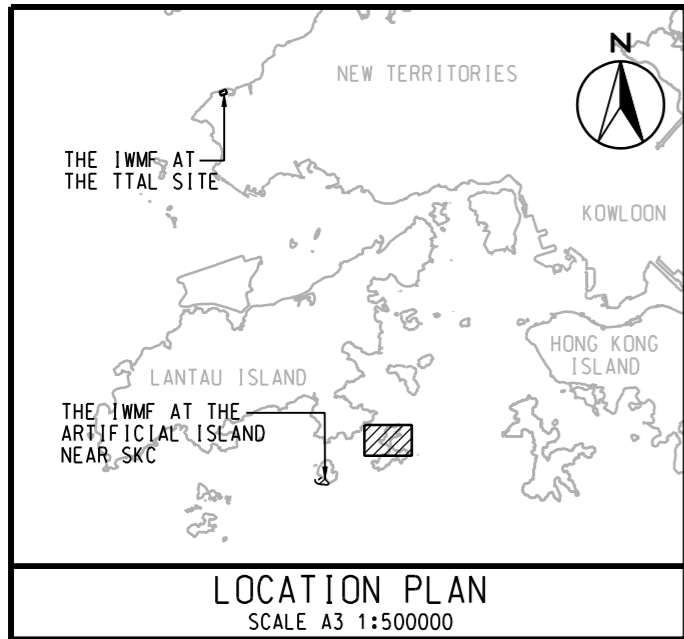 N
NEW TERRITORIES
THE IWMF AT
THE TTAL SITE
KOWLOON
HONG KONG
ISLAND
LANTAU ISLAND
THE IWMF AT THE
ARTIFICIAL ISLAND
NEAR SKC
LOCATION PLAN
SCALE A3 1:500000